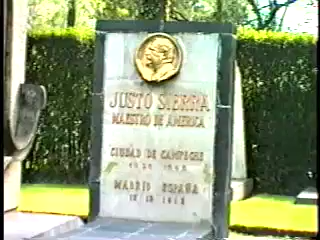 JUSTO SIERRA
MAESTRO DE AMERICA
CIUDAD DE CAMPECHE
MADRID ESPAÑA